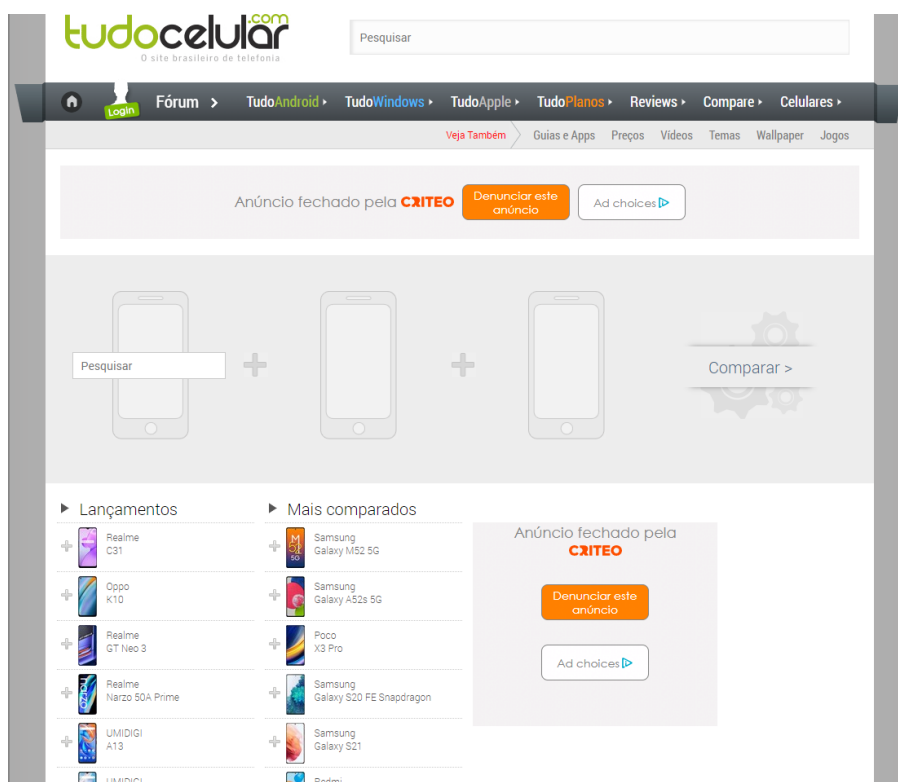 tudocelular.com
O site brasileiro de telefonia
Pesquisar
Login
Fórum >
TudoAndroid
TudoWindows
TudoApple
TudoPlanos
Reviews
Compare
Celulares
Veja Também
Guias e Apps
Preços
Vídeos
Temas
Wallpaper
Jogos
Anúncio fechado pela CRITEO
Denunciar este
anúncio
Ad choices
Pesquisar
Comparar >
Lançamentos
Realme
C31
Oppo
K10
Realme
GT Neo 3
Realme
Narzo 50A Prime
UMIDIGI
A13
UMIDIGI
Mais comparados
Samsung
Galaxy M52 5G
Samsung
Galaxy A52s 5G
Poco
X3 Pro
Samsung
Galaxy S20 FE Snapdragon
Samsung
Galaxy S21
Redmi
Anúncio fechado pela
CRITEO
Denunciar este
anúncio
Ad choices